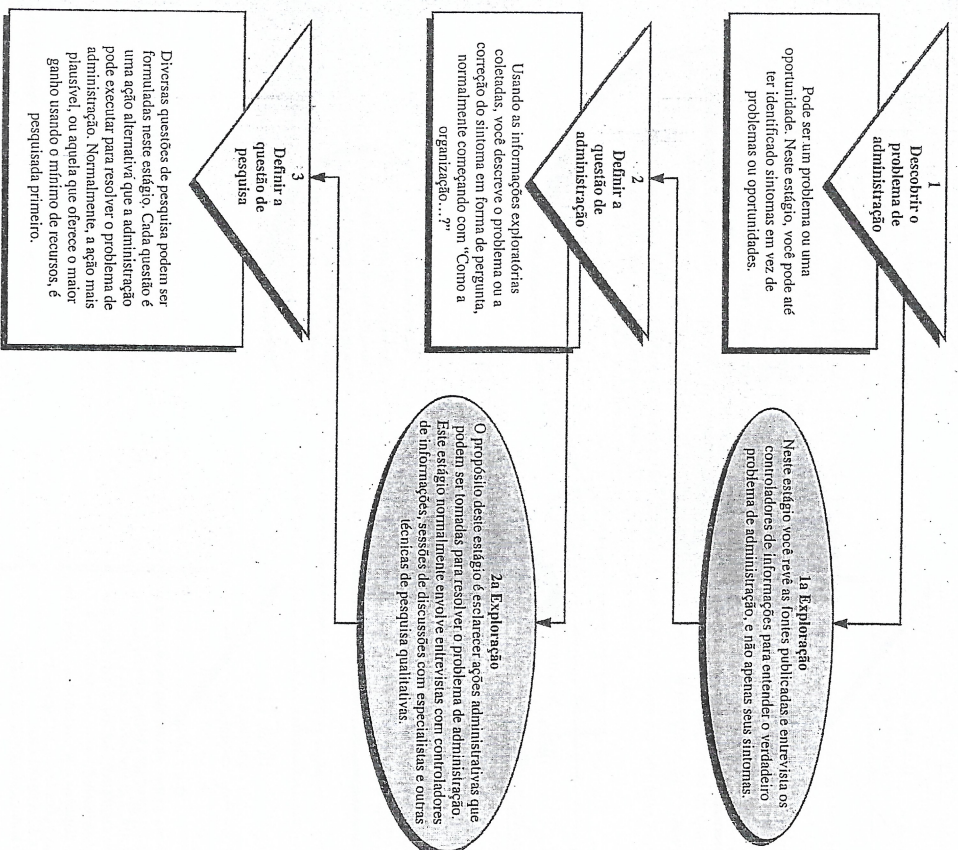 1
Descobrir o
problema de
administração
Pode ser um problema ou uma
oportunidade. Neste estágio, você pode até
ter identificado sintomas em vez de
problemas ou oportunidades.
1a Exploração
Neste estágio você revê as fontes publicadas e entrevista os
controladores de informações para entender o verdadeiro
problema de administração, e não apenas seus sintomas.
2
Definir a
questão de
administração
Usando as informações exploratórias
coletadas, você descreve o problema ou a
correção do sintoma em forma de pergunta,
normalmente começando com "Como a
organização...?"
2a Exploração
O propósito deste estágio é esclarecer ações administrativas que
podem ser tomadas para resolver o problema de administração.
Este estágio normalmente envolve entrevistas com controladores
de informações, sessões de discussões com especialistas e outras
técnicas de pesquisa qualitativas.
3
Definir a
questão de
pesquisa
Diversas questões de pesquisa podem ser
formuladas neste estágio. Cada questão é
uma ação alternativa que a administração
pode executar para resolver o problema de
administração. Normalmente, a ação mais
plausível, ou aquela que oferece o maior
ganho usando o mínimo de recursos, é
pesquisada primeiro.